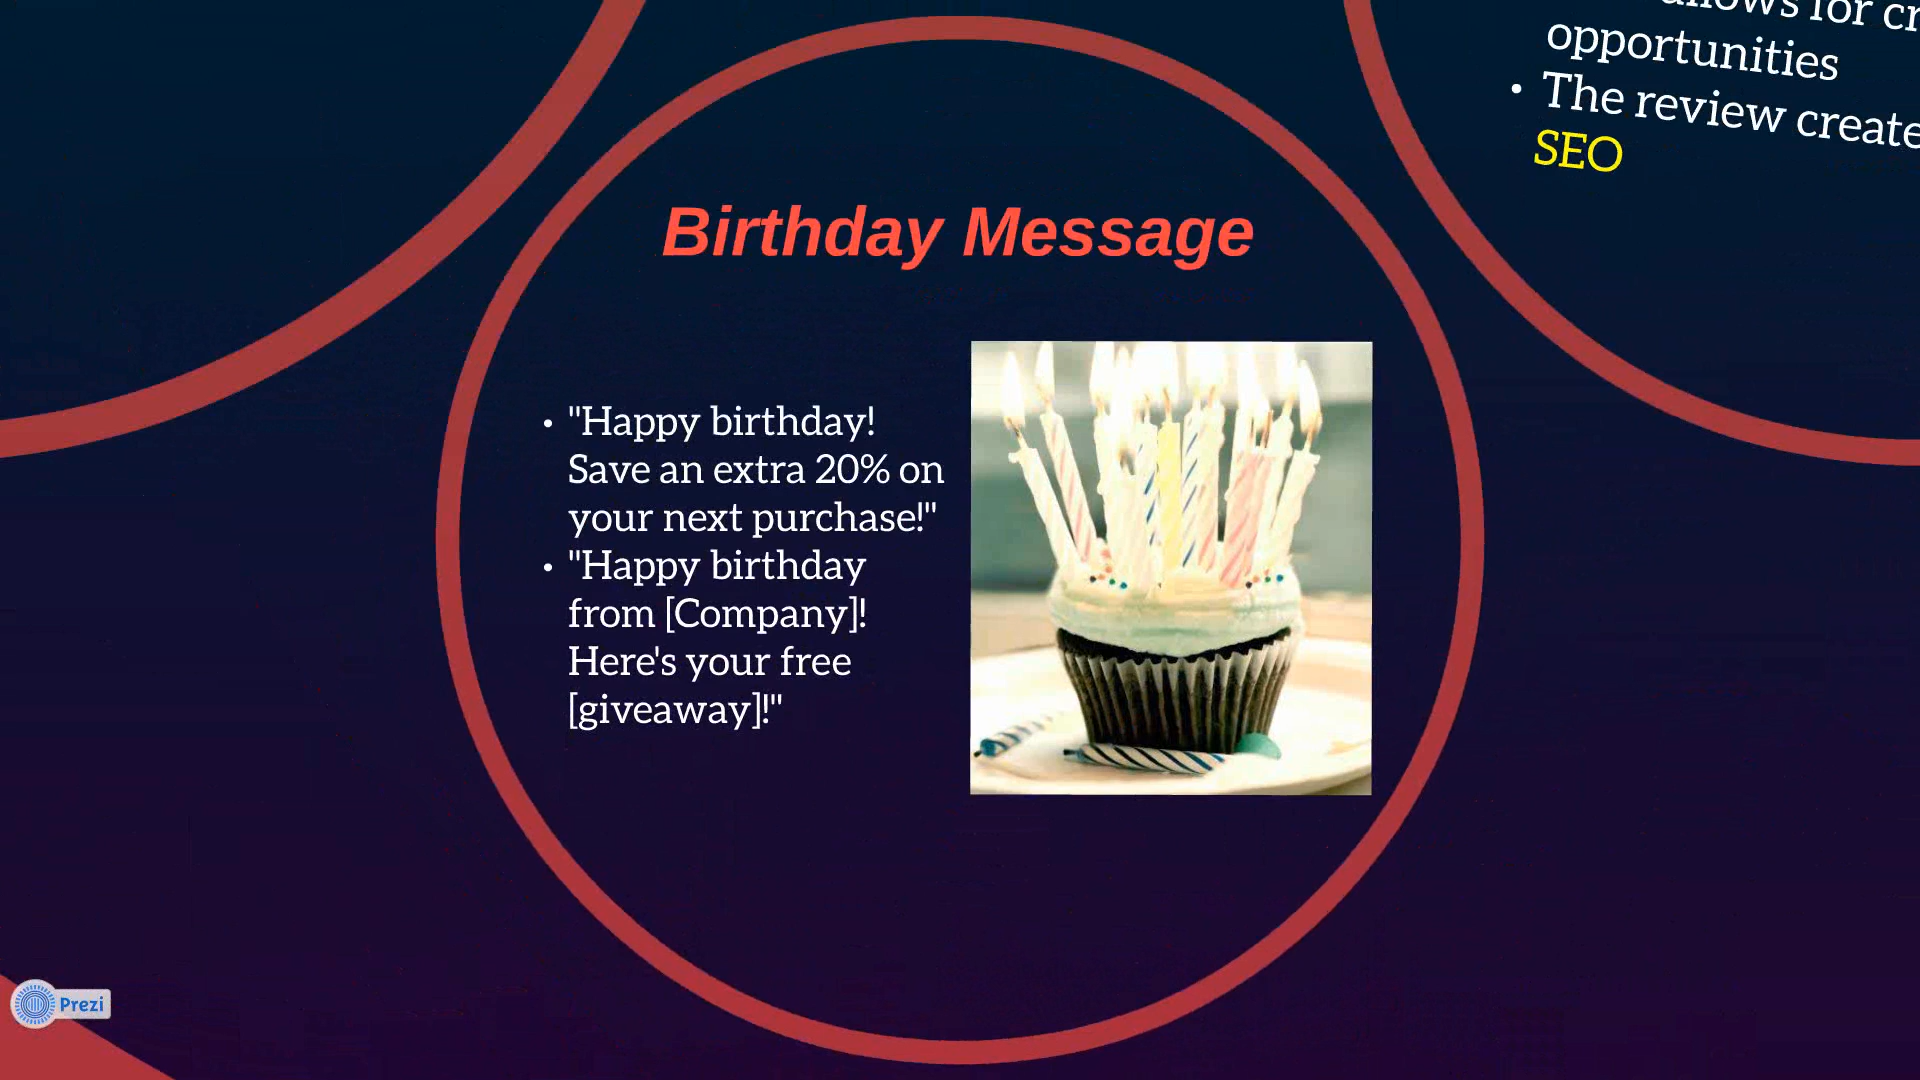 opportunities
• The review
SEO
Birthday Message
• "Happy birthday!
Save an extra 20% on
your next purchase!"
• "Happy birthday
from [Company]!
Here's your free
[giveaway]!"
Prezi